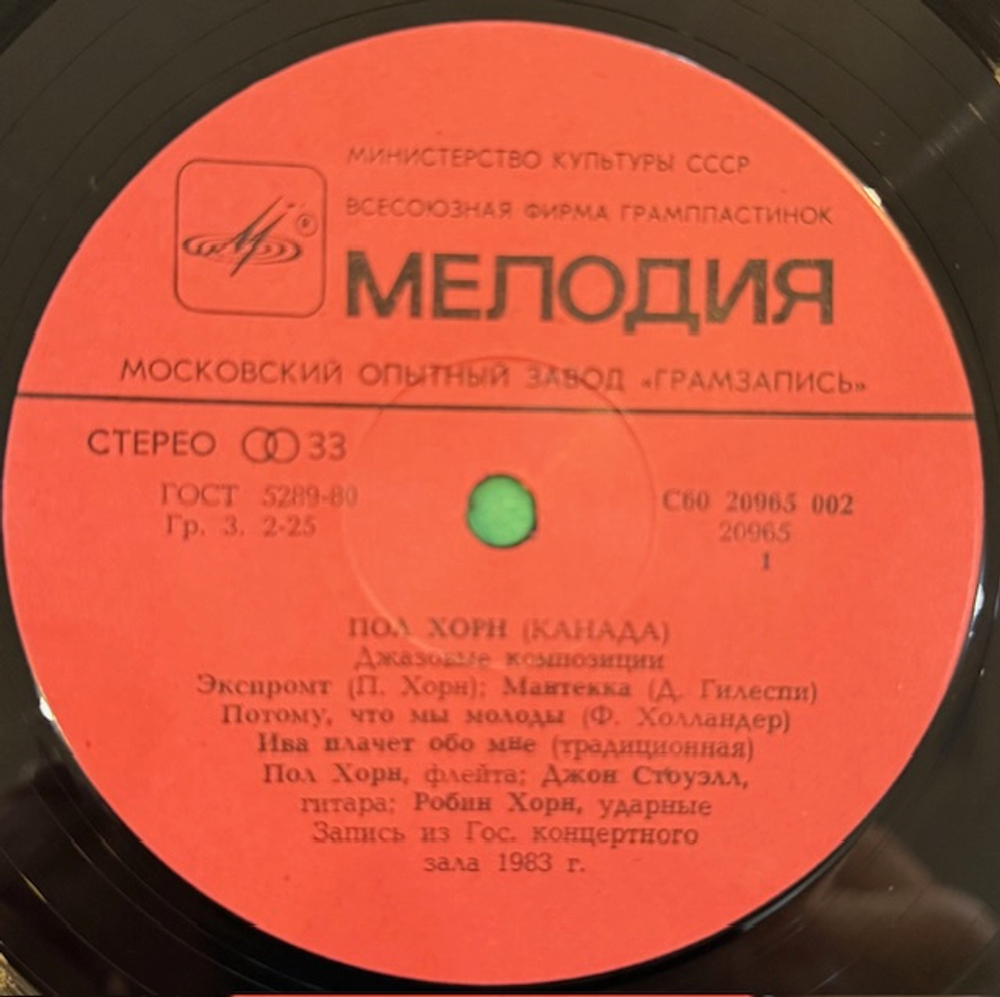 МИНИСТЕРСТВО КУЛЬТУРЫ СССР
ВСЕСОЮЗНАЯ ФИРМА ГРАМПЛАСТИНОК
МЕЛОДИЯ
МОСКОВСКИЙ ОПЫТНЫЙ ЗАВОД «ГРАМЗАПИСЬ»
СТЕРЕО 33
ГОСТ 5289-80
Гр. 3. 2-25
С60 20965 002
20965
1
ПОЛ ХОРН (КАНАДА)
Джазовые композиции
Экспромт (П. Хорн); Мантекка (Д. Гилеспи)
Потому, что мы молоды (Ф. Холландер)
Ива плачет обо мне (традиционная)
Пол Хорн, флейта; Джон Стоуэлл,
гитара; Робин Хорн, ударные
Запись из Гос. концертного
зала 1983 г.